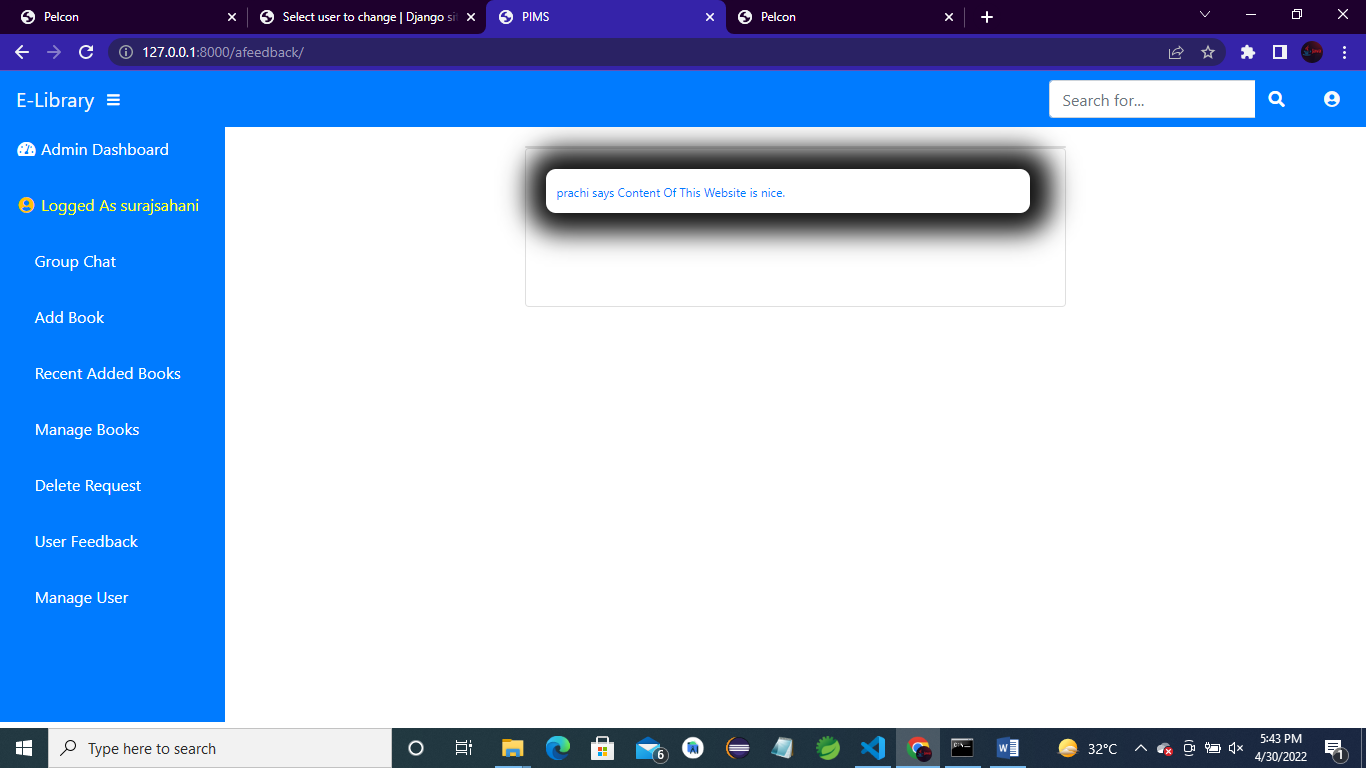 Pelcon
Select user to change | Django si
PIMS
Pelcon
127.0.0.1:8000/afeedback/
E-Library
Search for...
Admin Dashboard
Logged As surajsahani
Group Chat
Add Book
Recent Added Books
Manage Books
Delete Request
User Feedback
Manage User
prachi says Content Of This Website is nice.
Type here to search
6
32°C
5:43 PM
4/30/2022
1